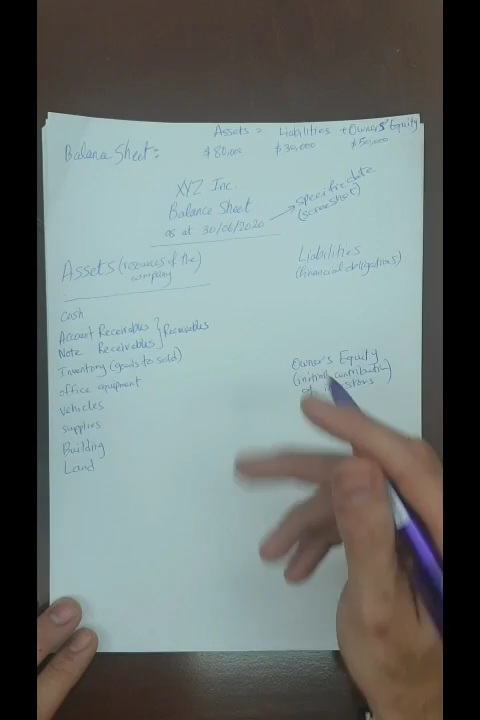 Assets = Liabilities + Owner's Equity
Balance Sheet: $80,000 $30,000 $50,000
XYZ Inc
Balance Sheet
as at 30/06/2020
specific date
(screeshot)
Assets (resources of the
company)
Liabilities
(financial obligations)
Cash
Account Receivables } Receivables
Note Receivables
Inventory (goods to sold)
office equipment
vehicles
supplies
Building
Land
Owner's Equity
(initial contribution)
of